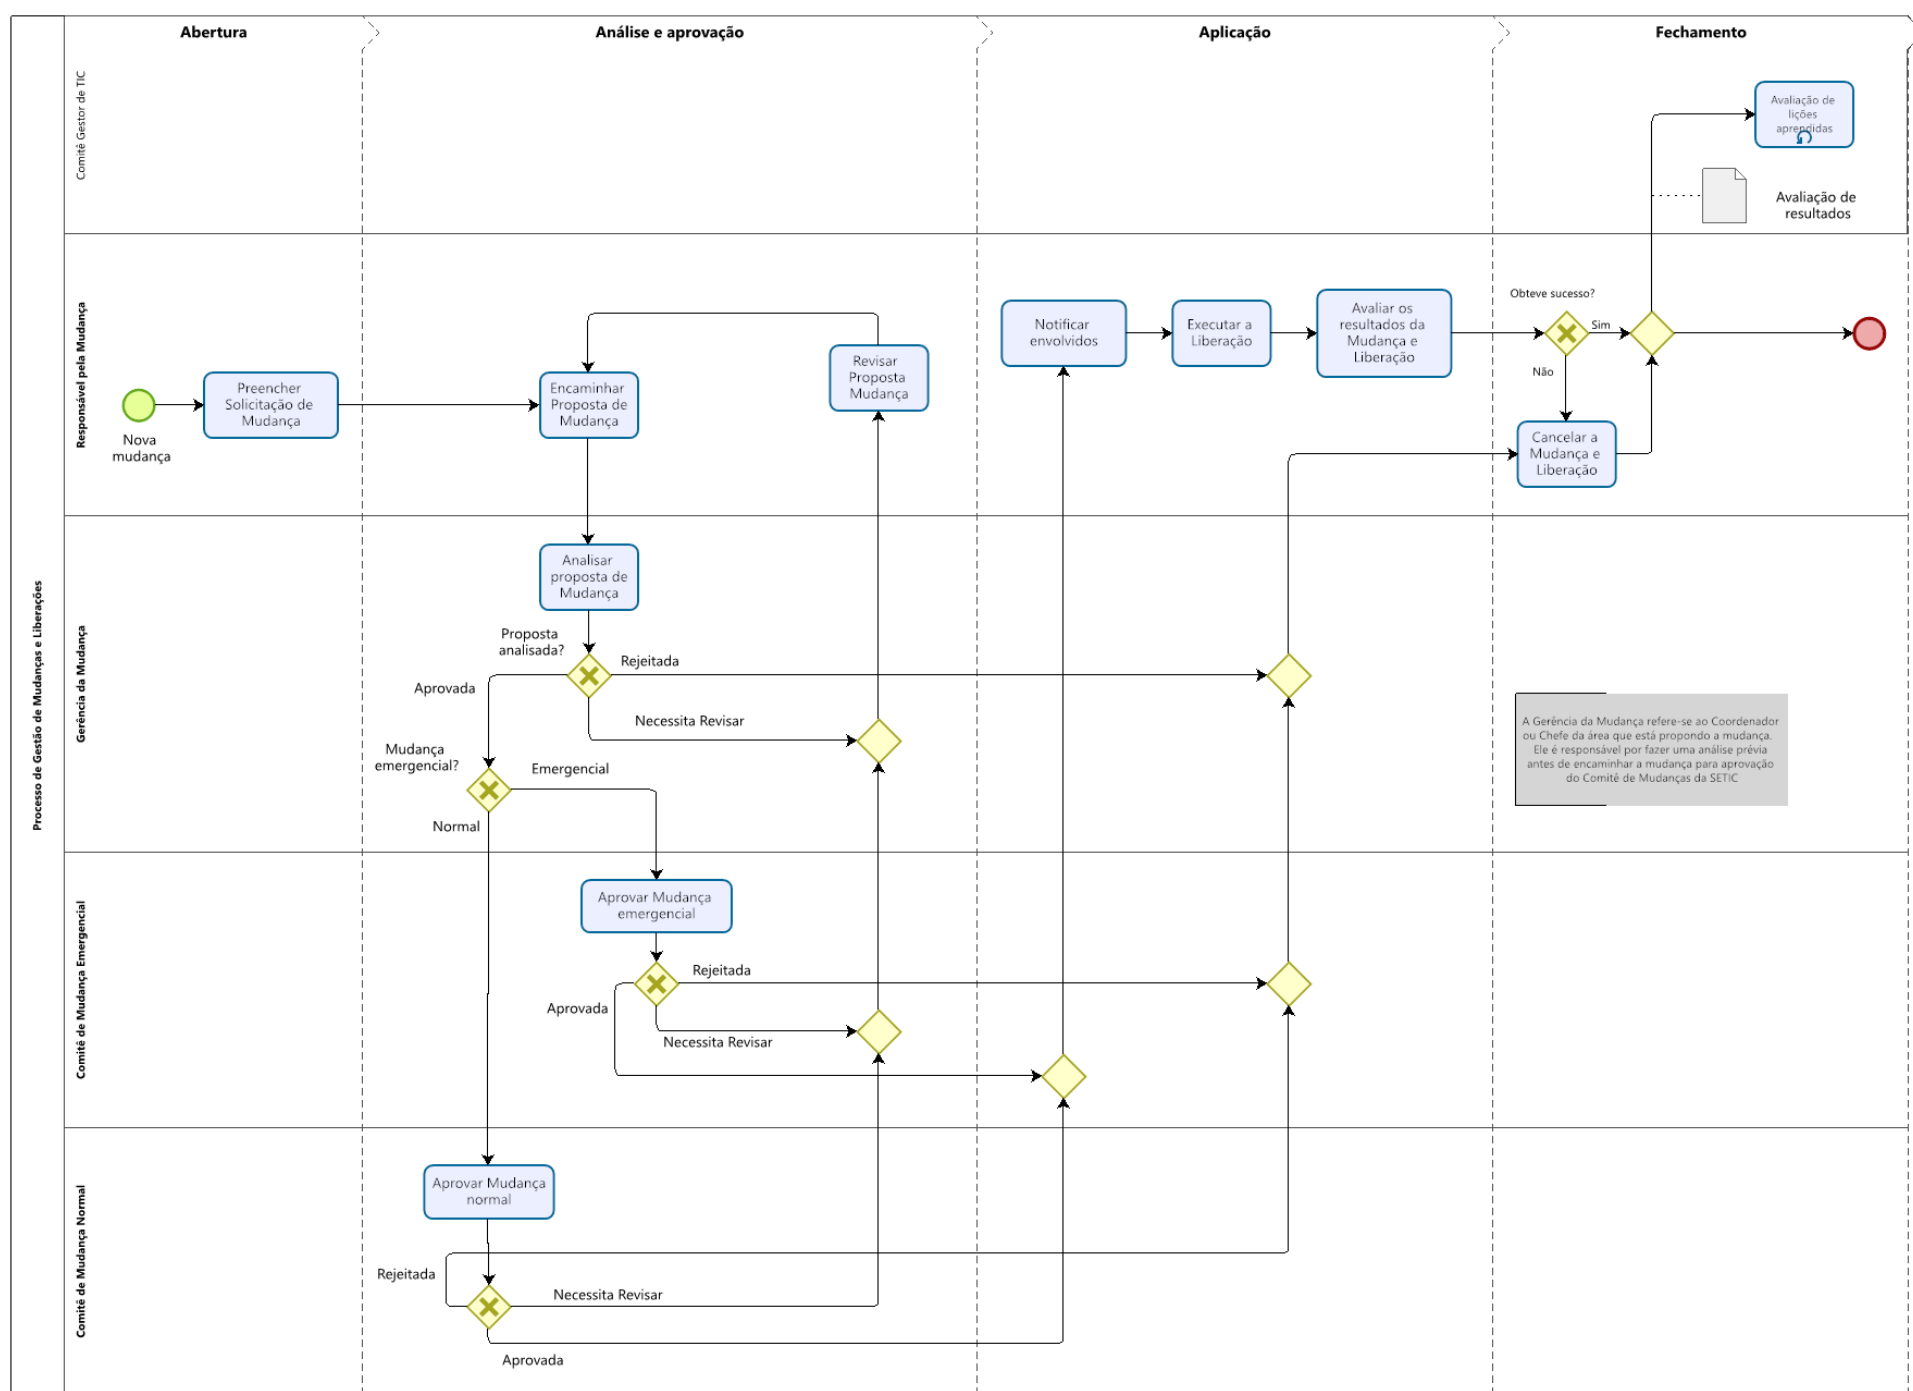 Abertura
Análise e aprovação
Aplicação
Fechamento
Processo de Gestão de Mudanças e Liberações
Comitê Gestor de TIC
Avaliação de
lições
aprendidas
Avaliação de
resultados
Responsável pela Mudança
Nova
mudança
Preencher
Solicitação de
Mudança
Encaminhar
Proposta de
Mudança
Revisar
Proposta
Mudança
Notificar
envolvidos
Executar a
Liberação
Avaliar os
resultados da
Mudança e
Liberação
Obteve sucesso?
Sim
Não
Cancelar a
Mudança e
Liberação
Gerência da Mudança
Analisar
proposta de
Mudança
Proposta
analisada?
Rejeitada
Aprovada
Necessita Revisar
Mudança
emergencial?
Emergencial
Normal
A Gerência da Mudança refere-se ao Coordenador
ou Chefe da área que está propondo a mudança.
Ele é responsável por fazer uma análise prévia
antes de encaminhar a mudança para aprovação
do Comitê de Mudanças da SETIC
Comitê de Mudança Emergencial
Aprovar Mudança
emergencial
Rejeitada
Aprovada
Necessita Revisar
Comitê de Mudança Normal
Aprovar Mudança
normal
Rejeitada
Necessita Revisar
Aprovada